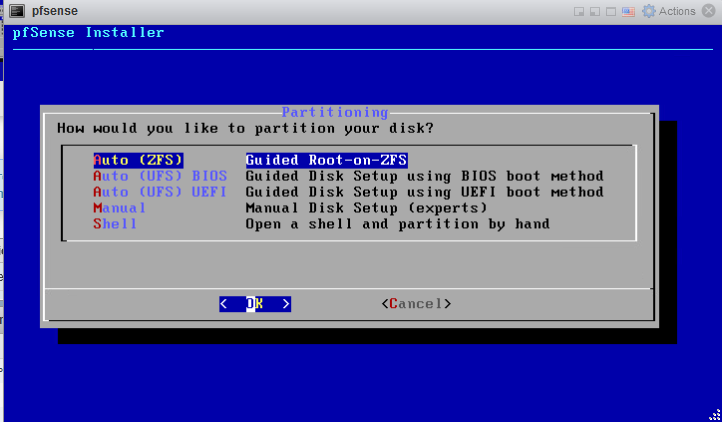 pfsense
Actions
pfSense Installer
Partitioning
How would you like to partition your disk?
Auto (ZFS) Guided Root-on-ZFS
Auto (UFS) BIOS Guided Disk Setup using BIOS boot method
Auto (UFS) UEFI Guided Disk Setup using UEFI boot method
Manual Manual Disk Setup (experts)
Shell Open a shell and partition by hand
< OK > <Cancel>